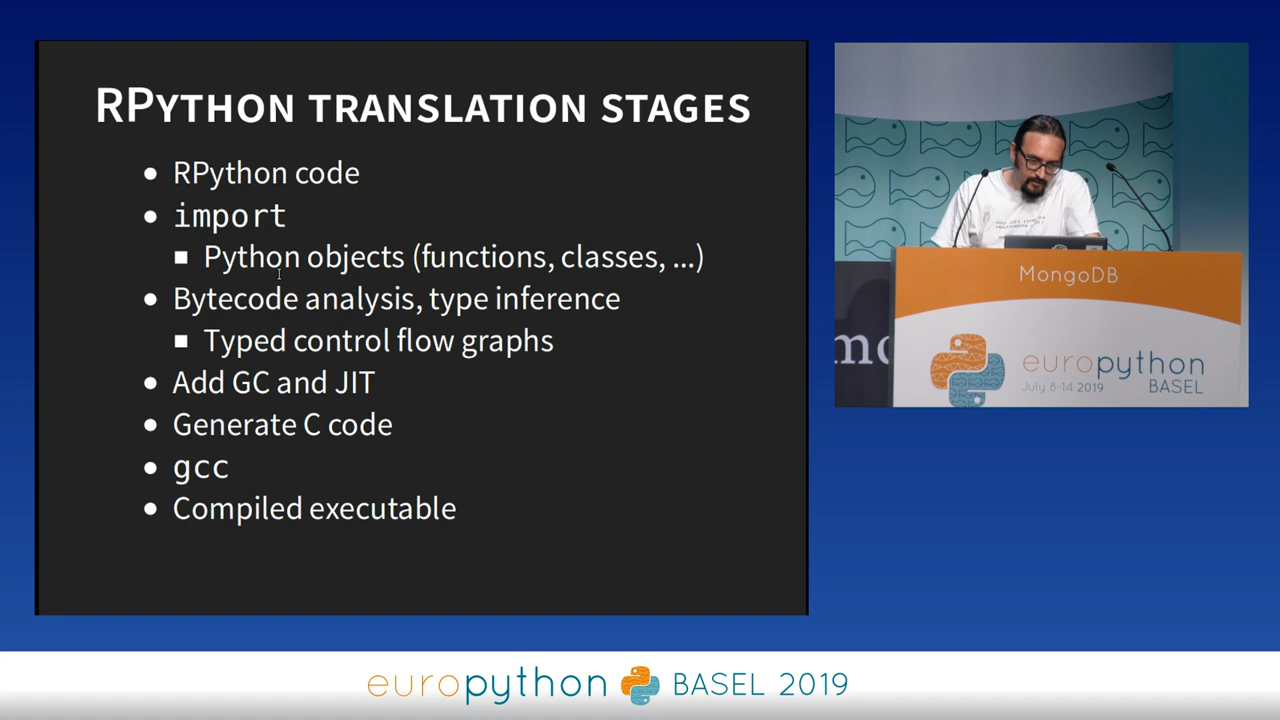 RPYTHON TRANSLATION STAGES
RPython code
import
Python objects (functions, classes, ...)
Bytecode analysis, type inference
Typed control flow graphs
Add GC and JIT
Generate C code
gcc
Compiled executable
MongoDB
europython
July 8-14 2019 BASEL
europython BASEL 2019